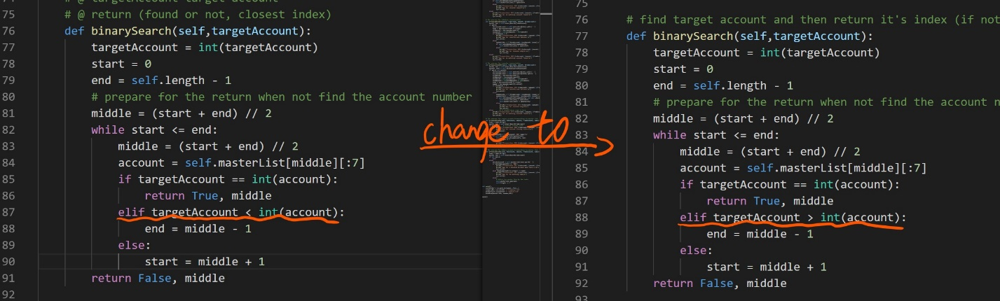 75 # @ return (found or not, closest index)
76 def binarySearch(self,targetAccount):
77 targetAccount = int(targetAccount)
78 start = 0
79 end = self.length - 1
80 # prepare for the return when not find the account number
81 middle = (start + end) // 2
82 while start <= end:
83 middle = (start + end) // 2
84 account = self.masterList[middle][:7]
85 if targetAccount == int(account):
86 return True, middle
87 elif targetAccount < int(account):
88 end = middle - 1
89 else:
90 start = middle + 1
91 return False, middle
92
change to
75
76 # find target account and then return it's index (if not
77 def binarySearch(self,targetAccount):
78 targetAccount = int(targetAccount)
79 start = 0
80 end = self.length - 1
81 # prepare for the return when not find the account n
82 middle = (start + end) // 2
83 while start <= end:
84 middle = (start + end) // 2
85 account = self.masterList[middle][:7]
86 if targetAccount == int(account):
87 return True, middle
88 elif targetAccount > int(account):
89 end = middle - 1
90 else:
91 start = middle + 1
92 return False, middle
93